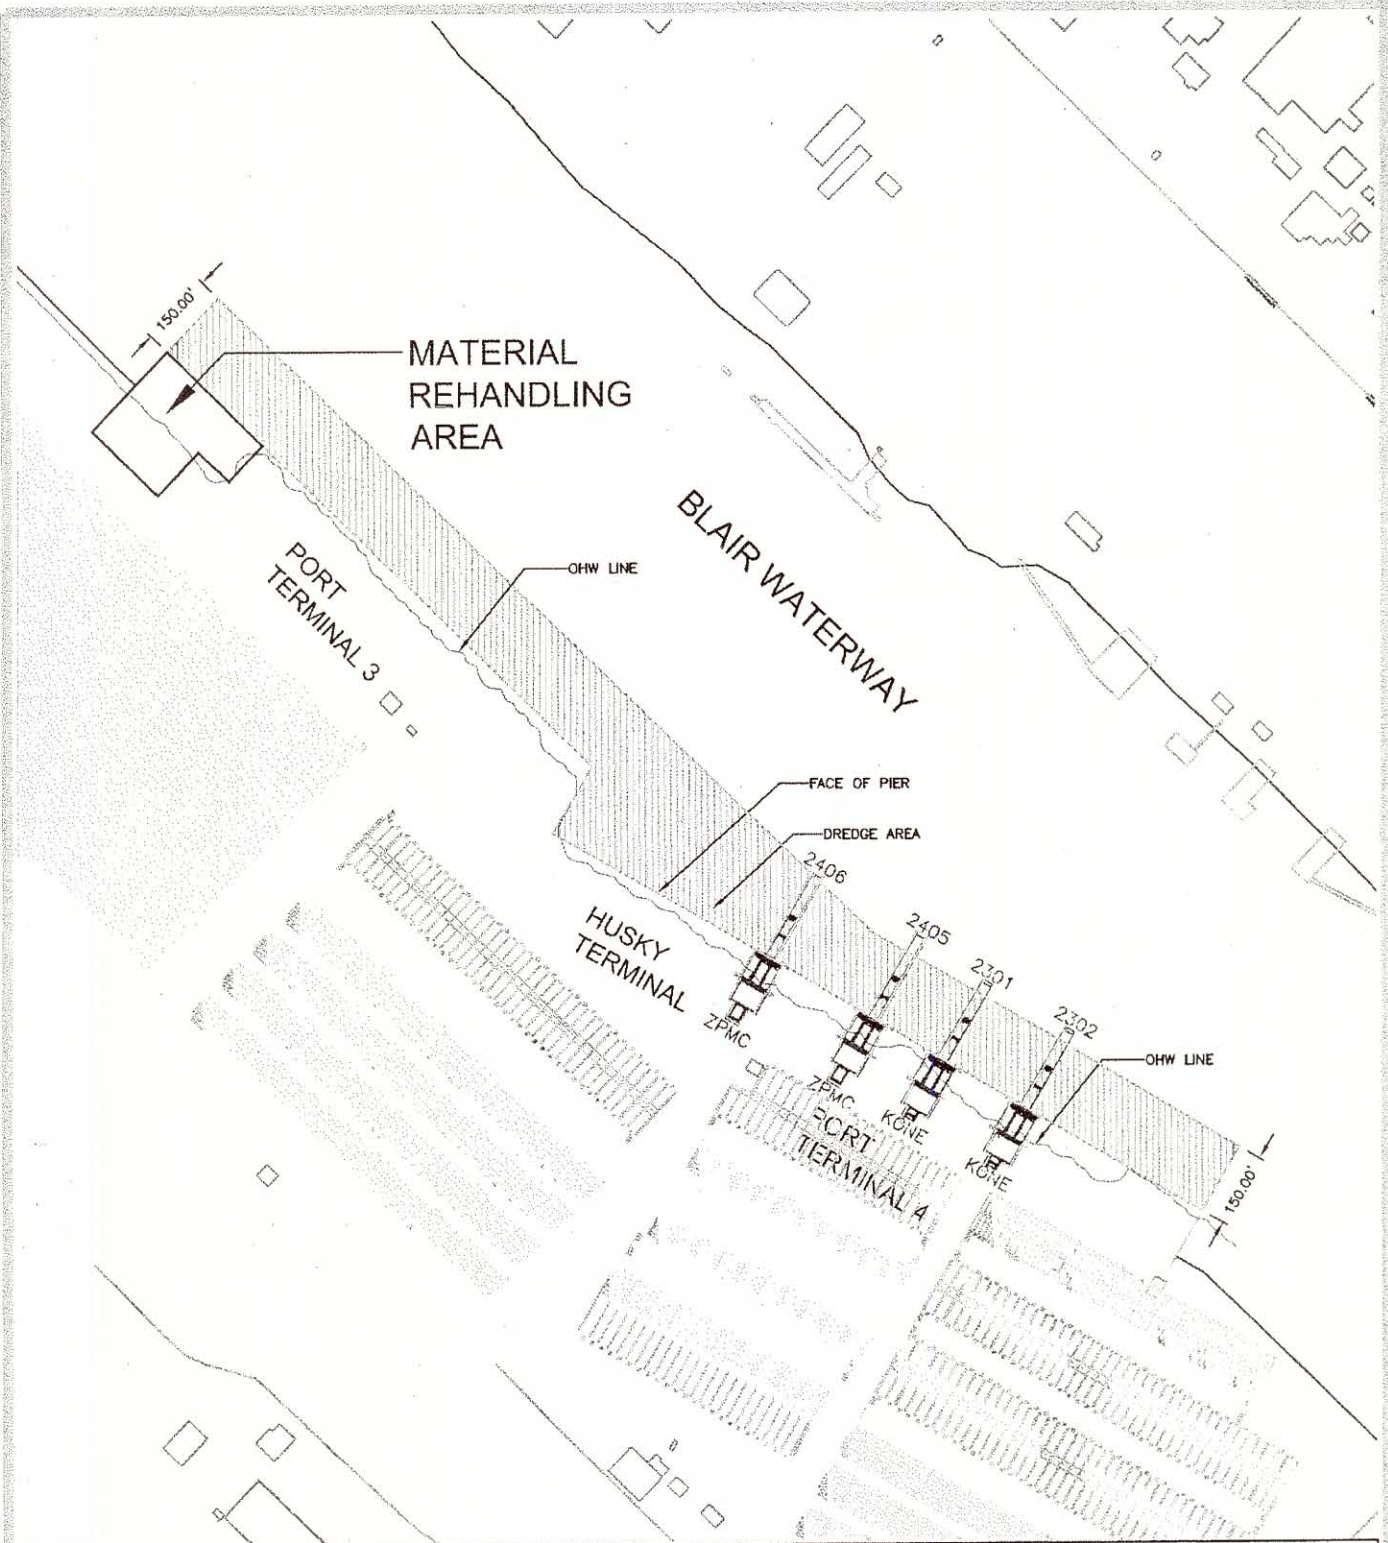 150.00'
MATERIAL
REHANDLING
AREA
BLAIR WATERWAY
PORT
TERMINAL 3
OHW LINE
FACE OF PIER
DREDGE AREA
2406
2405
2301
2302
HUSKY
TERMINAL
ZPMC
ZPMC
KONE
KONE
OHW LINE
PORT
TERMINAL 4
150.00'